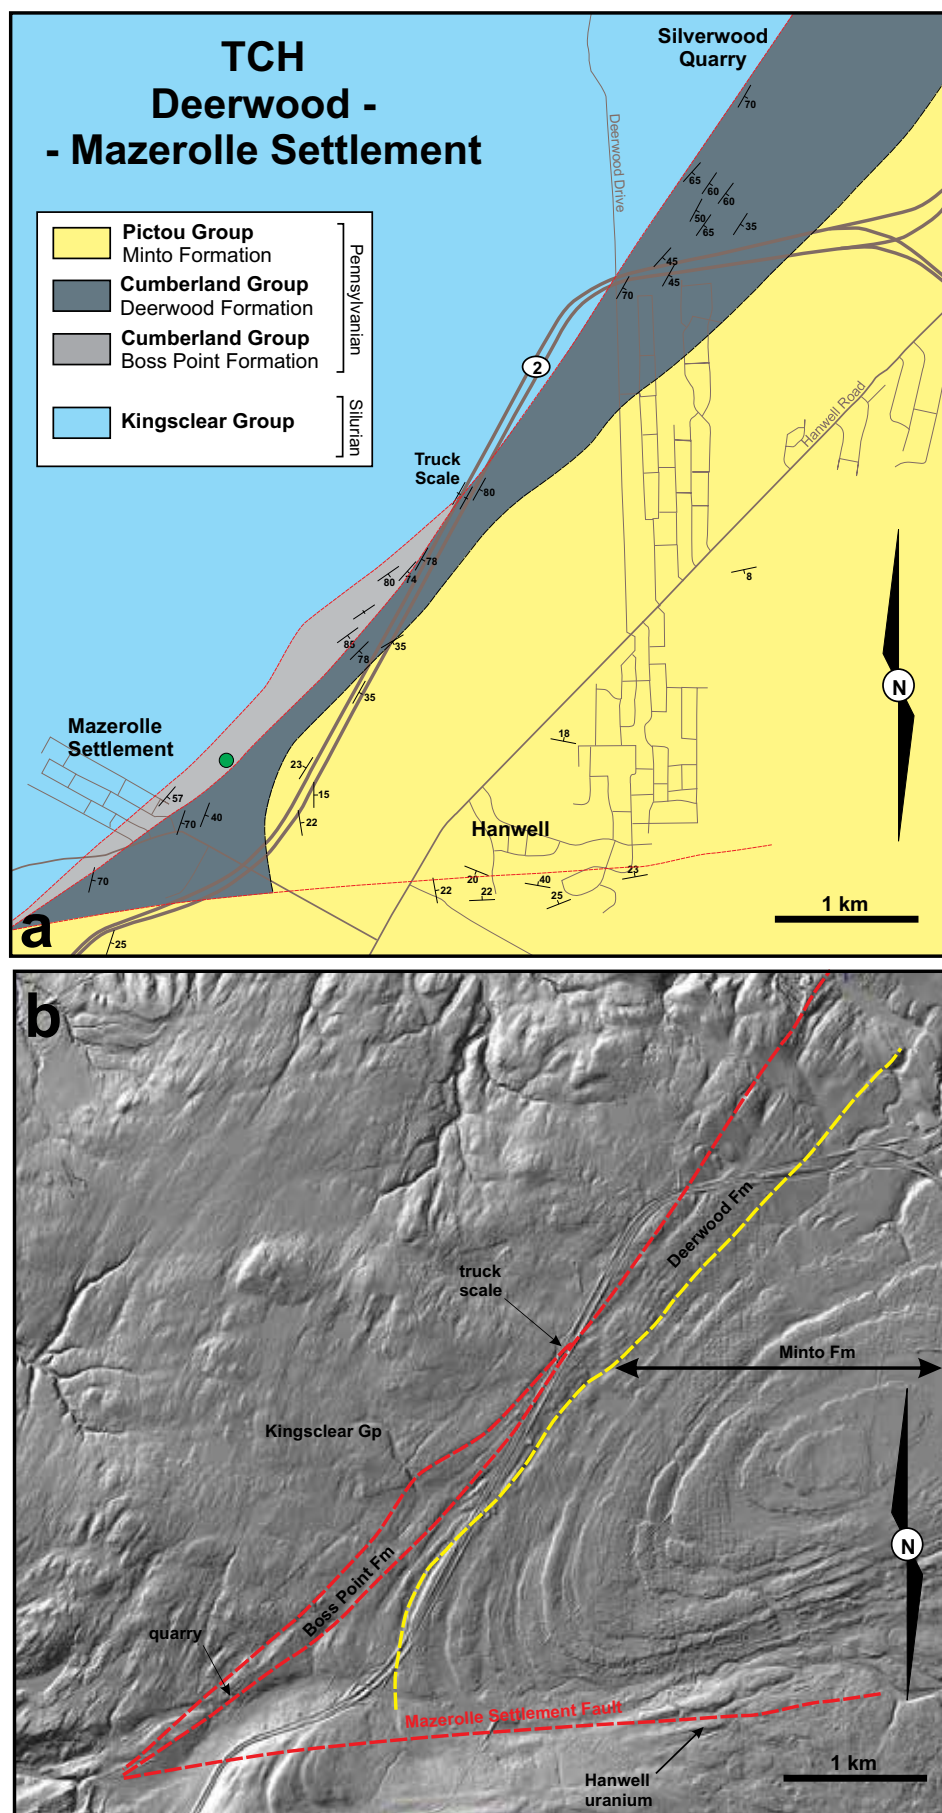 TCH
Deerwood -
- Mazerolle Settlement
Silverwood
Quarry
70
Deerwood Drive
65
60
60
50
65
35
45
45
70
Pictou Group
Minto Formation
Cumberland Group
Deerwood Formation
Cumberland Group
Boss Point Formation
Pennsylvanian
Kingsclear Group
Silurian
2
Hanwell Road
Truck
Scale
80
78
74
80
8
85
78
35
35
N
Mazerolle
Settlement
18
23
57
15
22
70
40
Hanwell
70
20
22
22
40
25
23
25
1 km
a
b
Deerwood Fm
truck
scale
Minto Fm
Kingsclear Gp
N
Boss Point Fm
quarry
Mazerolle Settlement Fault
Hanwell
uranium
1 km